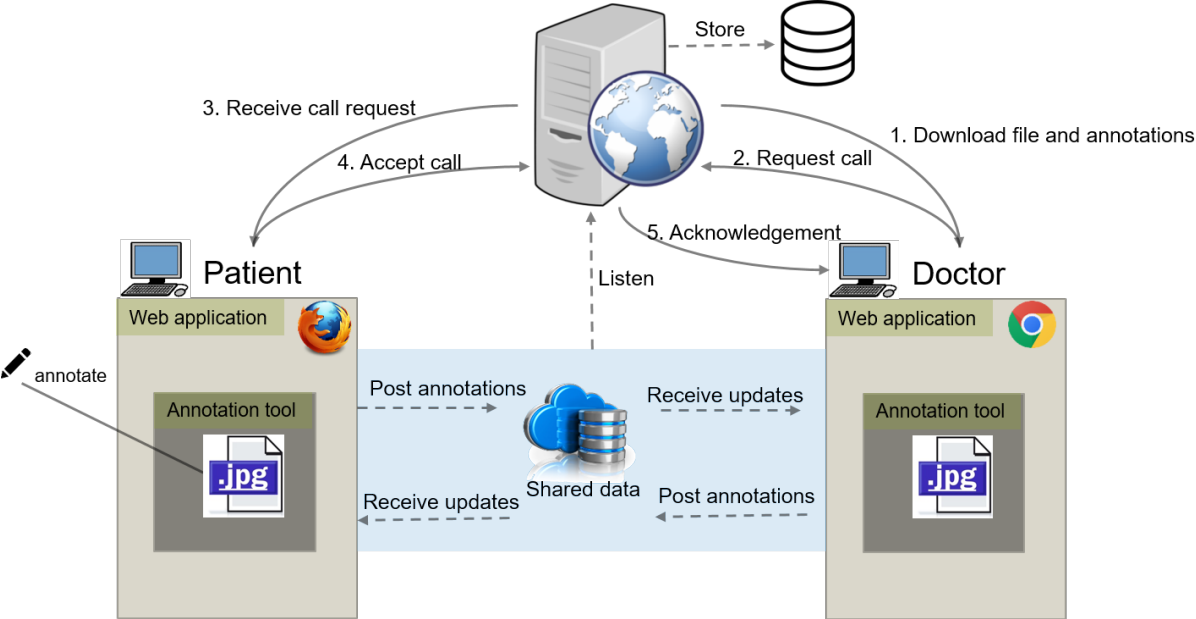 Store
3. Receive call request
1. Download file and annotations
4. Accept call
2. Request call
5. Acknowledgement
Patient
Listen
Doctor
Web application
Web application
annotate
Post annotations
Receive updates
Annotation tool
Annotation tool
.jpg
.jpg
Shared data
Receive updates
Post annotations